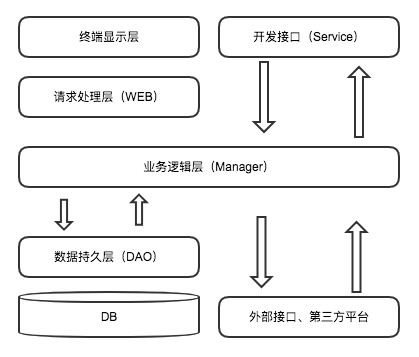 终端显示层
开发接口（Service）
请求处理层（WEB）
业务逻辑层（Manager）
数据持久层（DAO）
DB
外部接口、第三方平台